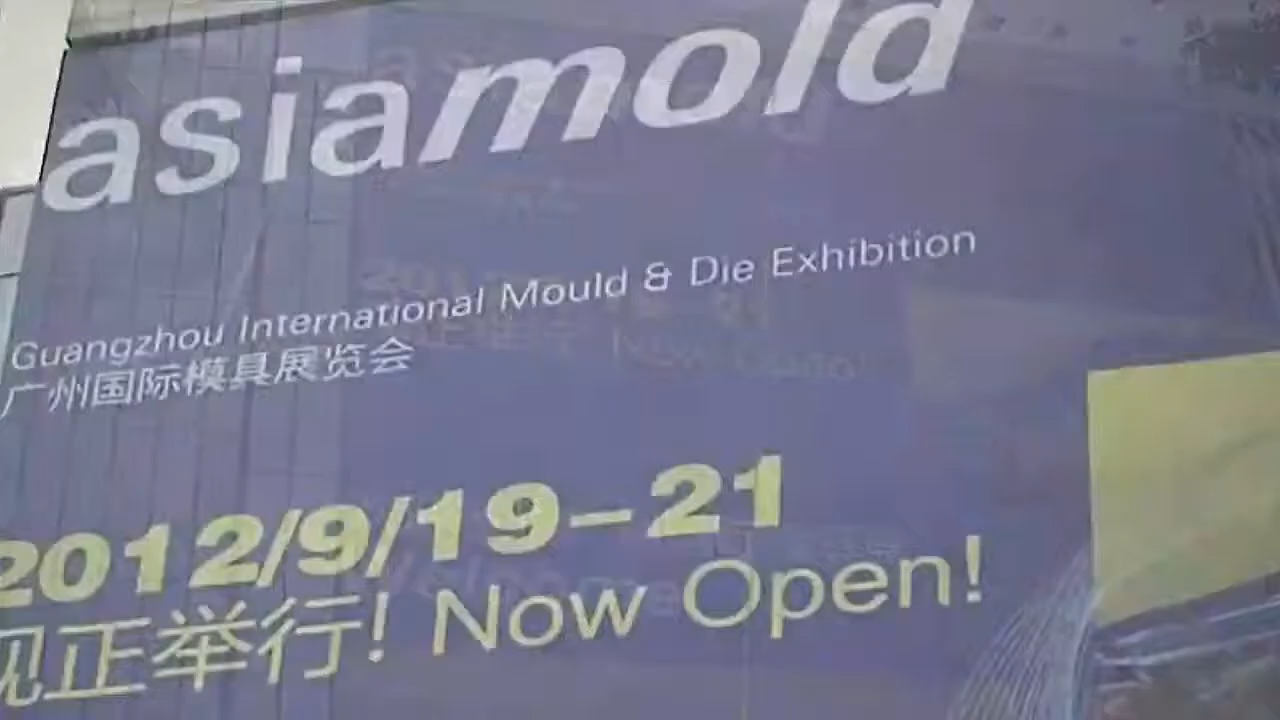 asiamold
Guangzhou International Mould & Die Exhibition
广州国际模具展览会
2012/9/19-21
现正举行! Now Open!